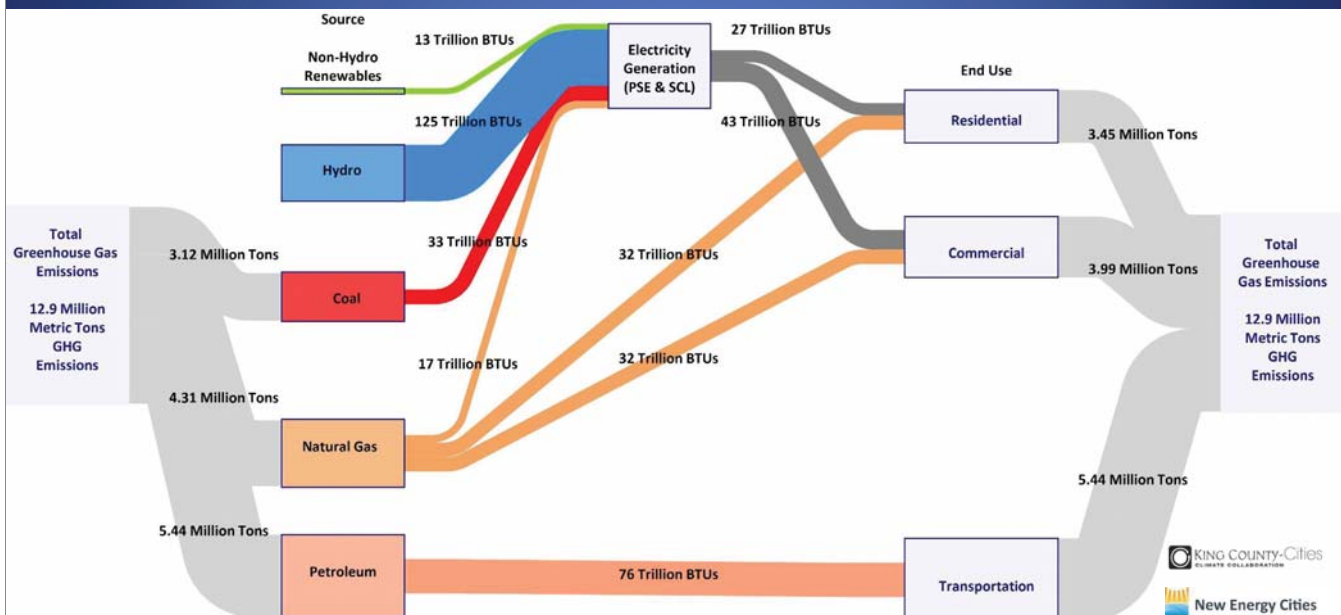 Source
Non-Hydro
Renewables
13 Trillion BTUs
Electricity
Generation
(PSE & SCL)
27 Trillion BTUs
End Use
125 Trillion BTUs
43 Trillion BTUs
Residential
3.45 Million Tons
Hydro
Total
Greenhouse Gas
Emissions
12.9 Million
Metric Tons
GHG
Emissions
3.12 Million Tons
33 Trillion BTUs
32 Trillion BTUs
Commercial
3.99 Million Tons
Total
Greenhouse
Gas Emissions
12.9 Million
Metric Tons
GHG
Emissions
Coal
17 Trillion BTUs
32 Trillion BTUs
4.31 Million Tons
Natural Gas
5.44 Million Tons
5.44 Million Tons
Petroleum
76 Trillion BTUs
Transportation
KING COUNTY-Cities
CLIMATE COLLABORATION
New Energy Cities